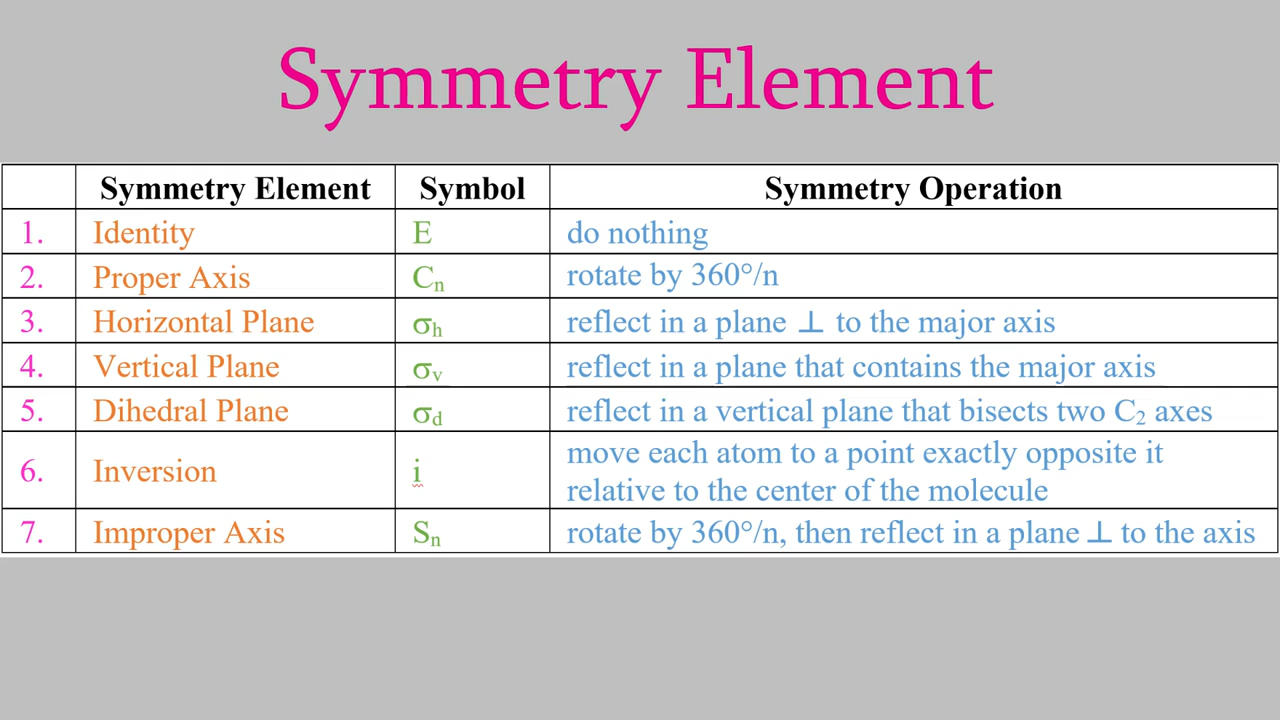 Symmetry Element
Symmetry Element Symbol Symmetry Operation
1. Identity E do nothing
2. Proper Axis Cₙ rotate by 360°/n
3. Horizontal Plane σₕ reflect in a plane ⊥ to the major axis
4. Vertical Plane σᵥ reflect in a plane that contains the major axis
5. Dihedral Plane σd reflect in a vertical plane that bisects two C₂ axes
6. Inversion i move each atom to a point exactly opposite it
relative to the center of the molecule
7. Improper Axis Sₙ rotate by 360°/n, then reflect in a plane ⊥ to the axis